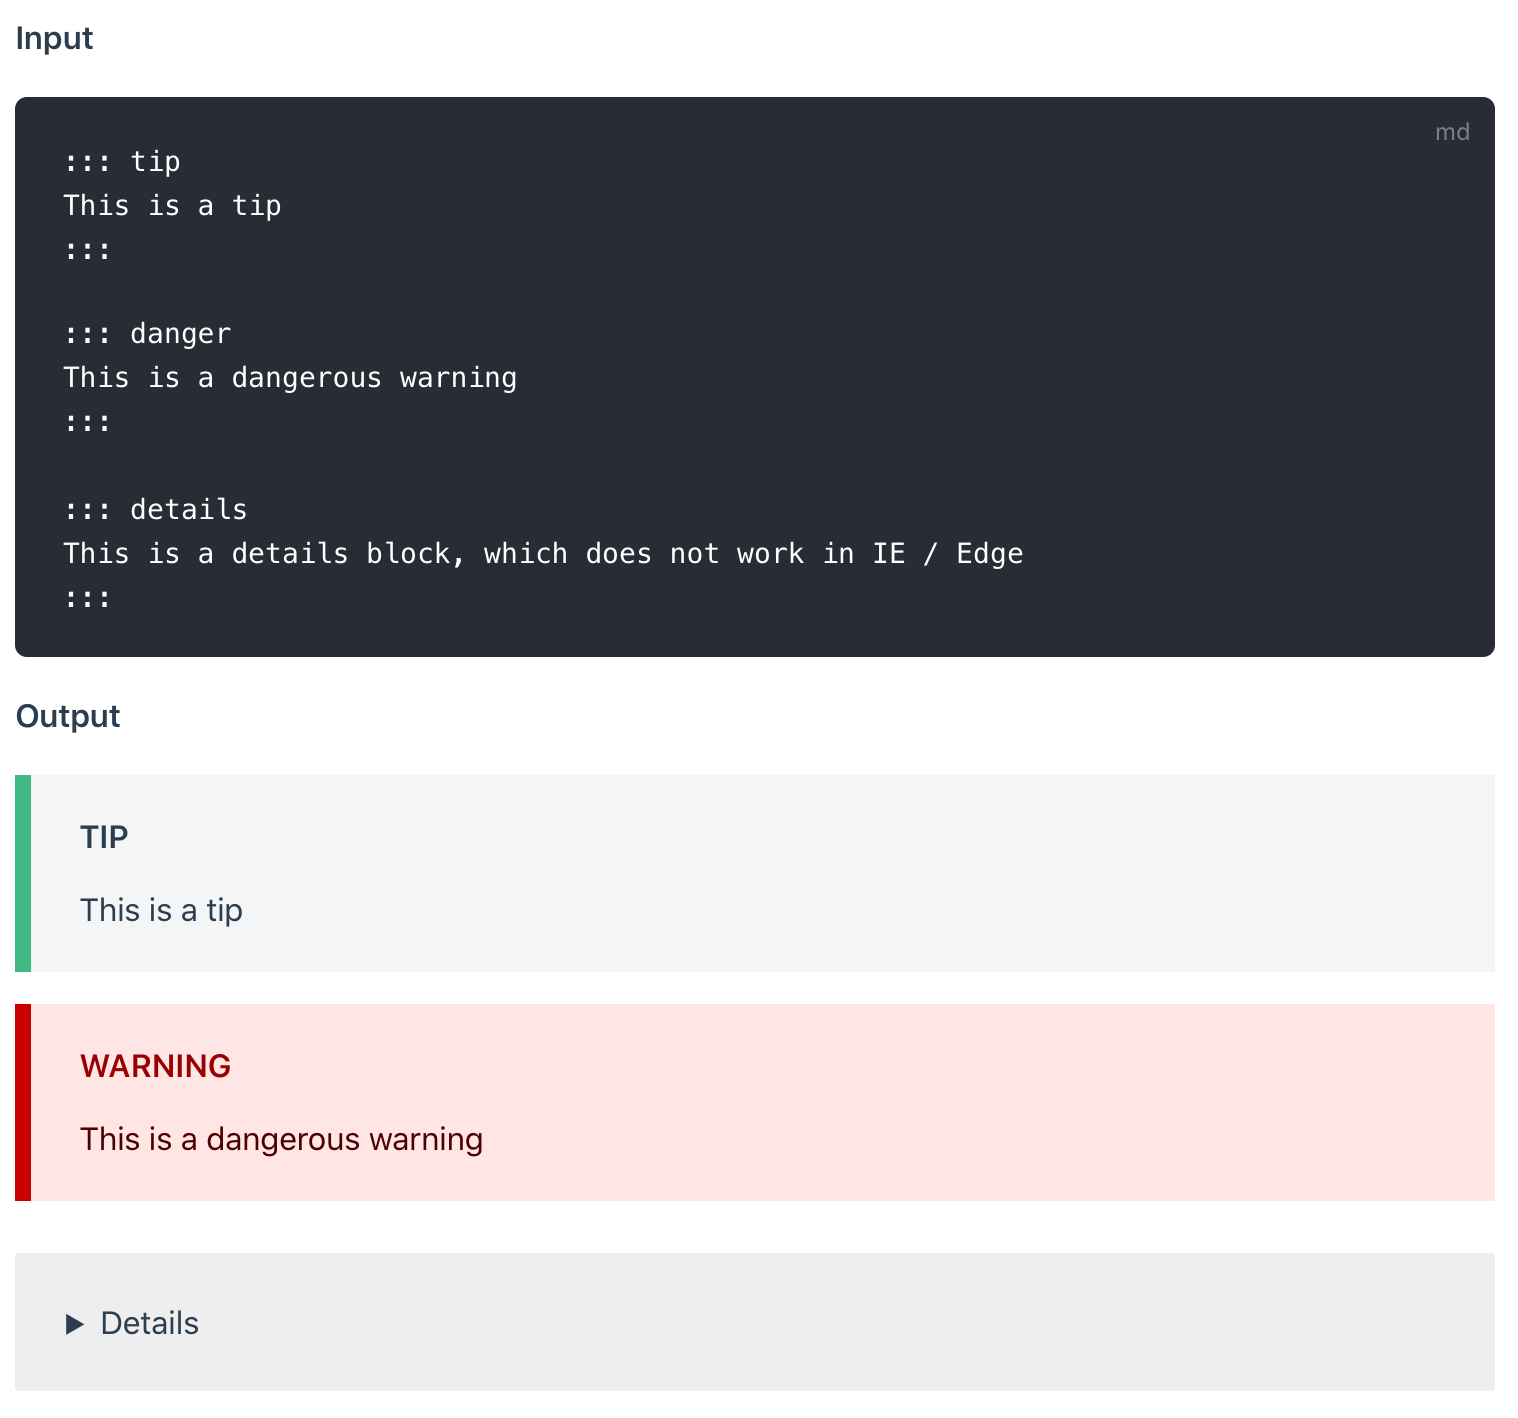 Input
md
::: tip
This is a tip
:::
::: danger
This is a dangerous warning
:::
::: details
This is a details block, which does not work in IE / Edge
:::
Output
TIP
This is a tip
WARNING
This is a dangerous warning
Details